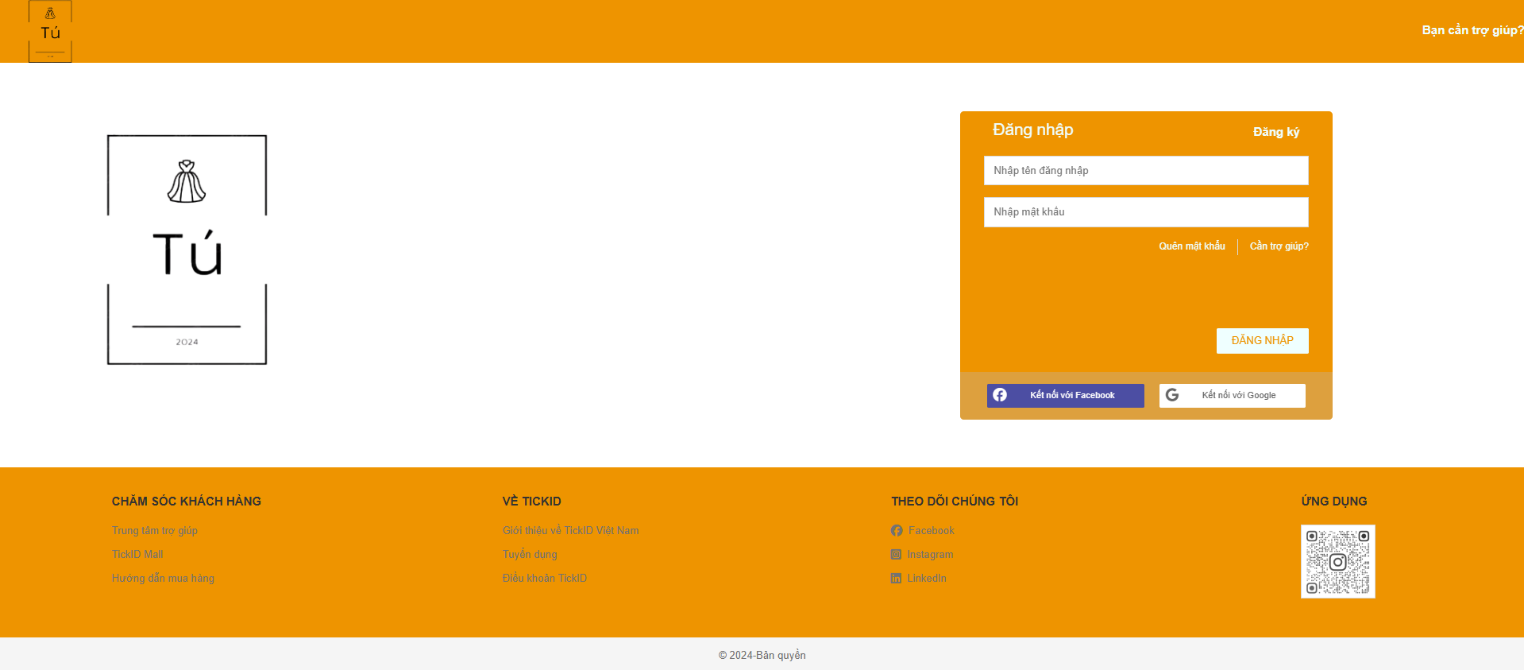 Tú
Bạn cần trợ giúp?
Tú
2024
Đăng nhập
Đăng ký
Nhập tên đăng nhập
Nhập mật khẩu
Quên mật khẩu
Cần trợ giúp?
ĐĂNG NHẬP
Kết nối với Facebook
Kết nối với Google
CHĂM SÓC KHÁCH HÀNG
Trung tâm trợ giúp
TickID Mall
Hướng dẫn mua hàng
VỀ TICKID
Giới thiệu về TickID Việt Nam
Tuyển dụng
Điều khoản TickID
THEO DÕI CHÚNG TÔI
Facebook
Instagram
LinkedIn
ỨNG DỤNG
© 2024-Bản quyền